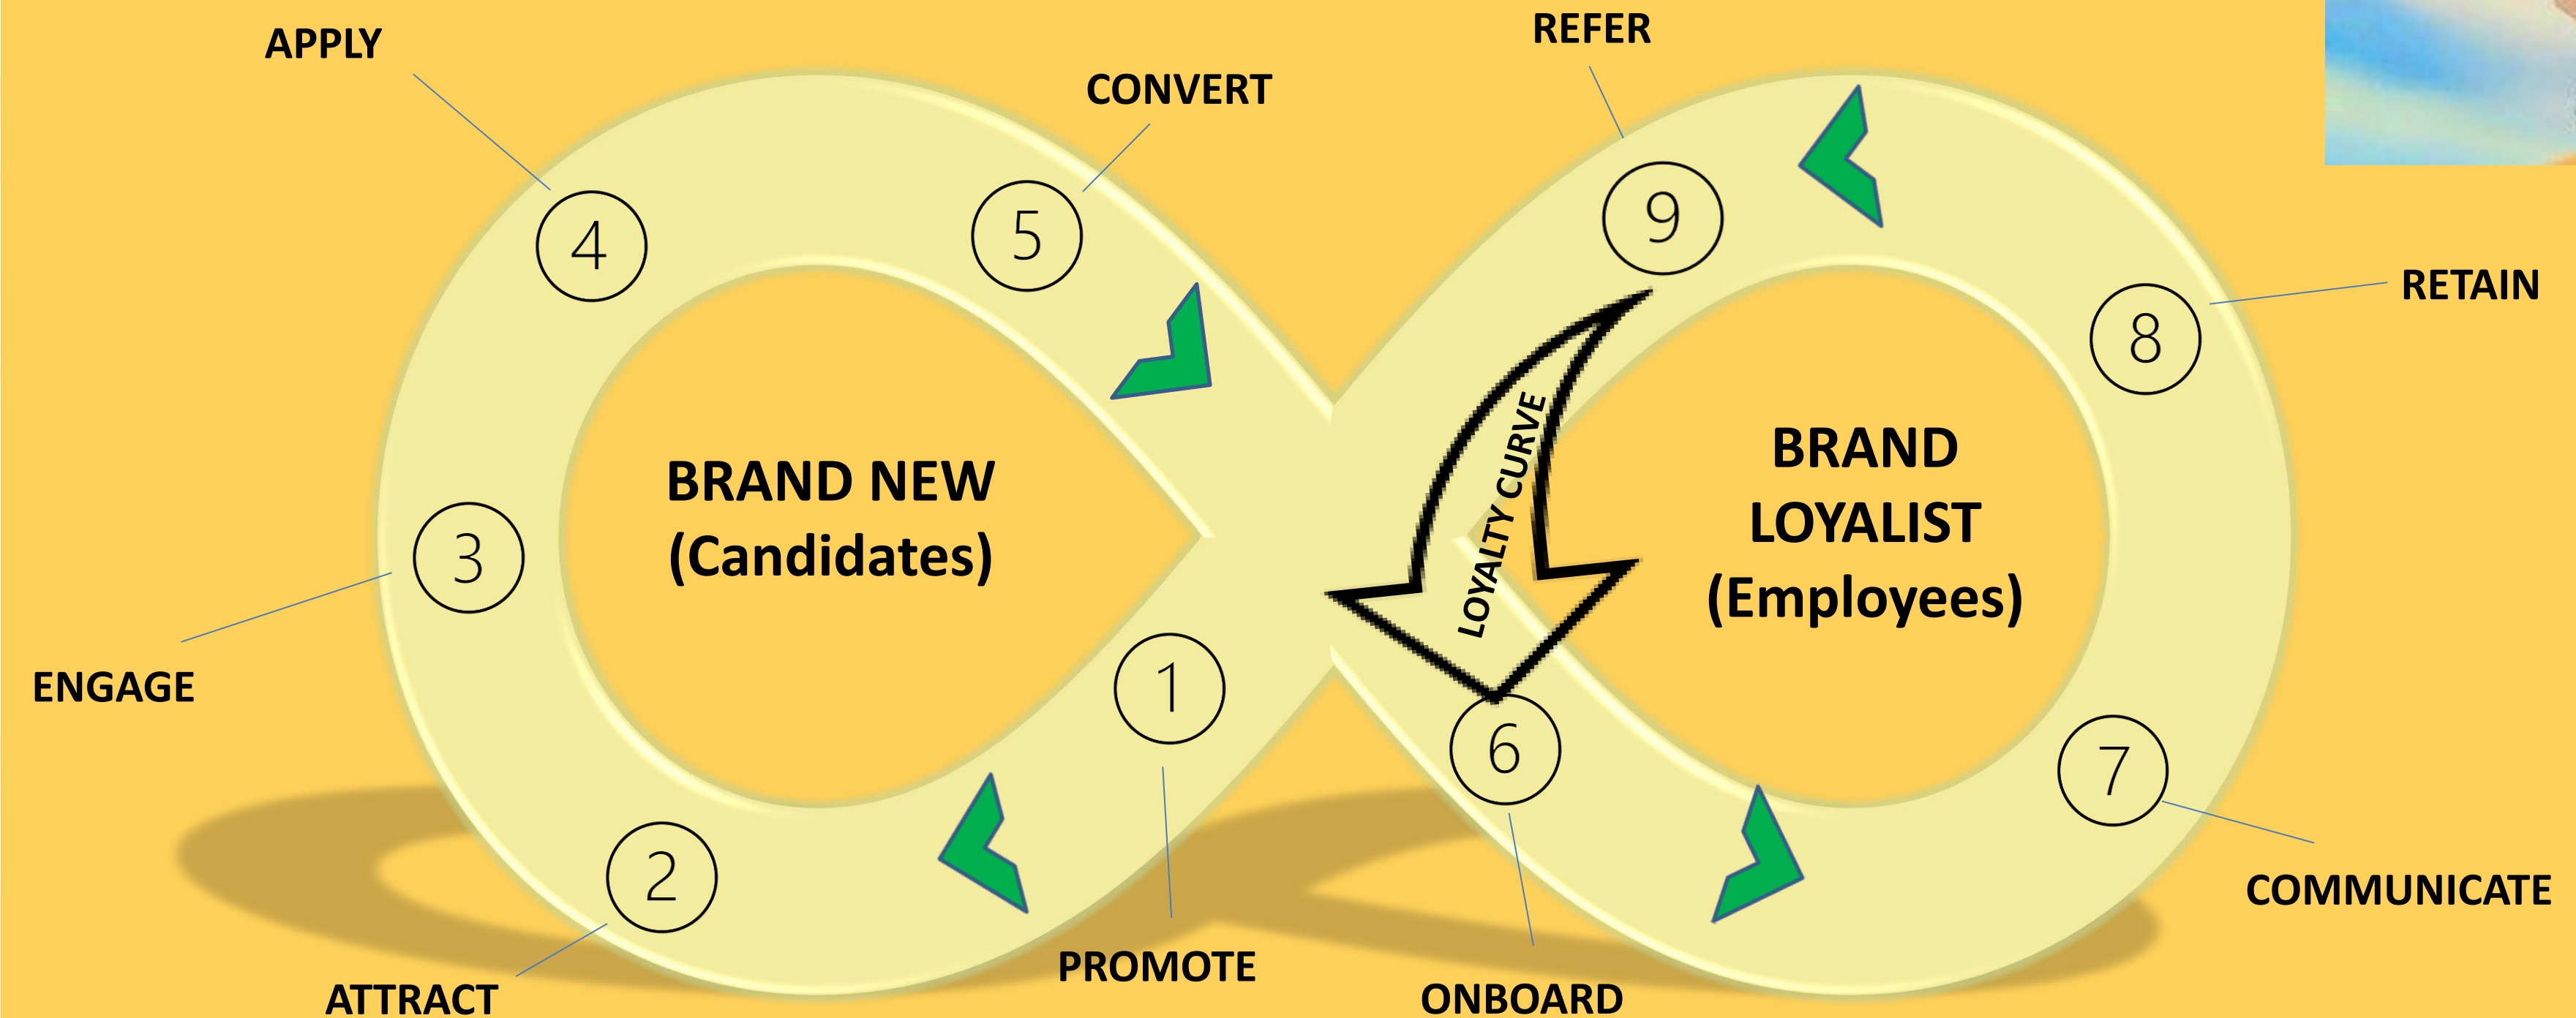 REFER
APPLY
CONVERT
9
5
4
8
RETAIN
LOYALTY CURVE
BRAND NEW
(Candidates)
BRAND
LOYALIST
(Employees)
3
ENGAGE
1
6
7
2
COMMUNICATE
PROMOTE
ATTRACT
ONBOARD